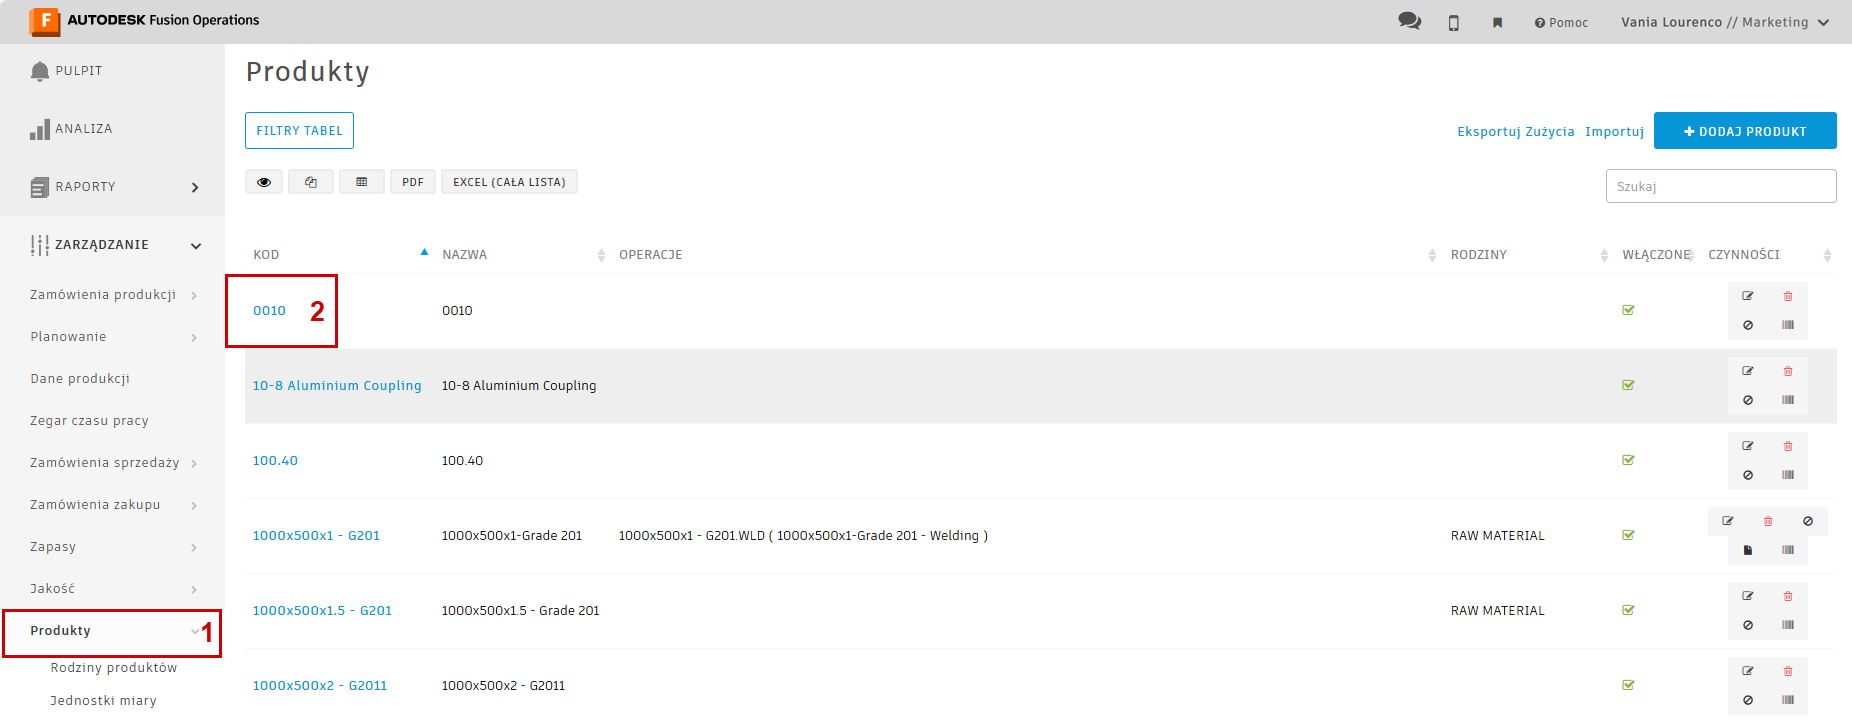 F AUTODESK Fusion Operations
Pomoc
Vania Lourenco // Marketing
PULPIT
ANALIZA
RAPORTY
ZARZĄDZANIE
Zamówienia produkcji
Planowanie
Dane produkcji
Zegar czasu pracy
Zamówienia sprzedaży
Zamówienia zakupu
Zapasy
Jakość
Produkty 1
Rodziny produktów
Jednostki miary
Produkty
FILTRY TABEL
Eksportuj Zużycia Importuj + DODAJ PRODUKT
PDF EXCEL (CAŁA LISTA)
Szukaj
KOD NAZWA OPERACJE RODZINY WŁĄCZONE CZYNNOŚCI
0010 2 0010
10-8 Aluminium Coupling 10-8 Aluminium Coupling
100.40 100.40
1000x500x1 - G201 1000x500x1-Grade 201 1000x500x1 - G201.WLD ( 1000x500x1-Grade 201 - Welding ) RAW MATERIAL
1000x500x1.5 - G201 1000x500x1.5 - Grade 201 RAW MATERIAL
1000x500x2 - G2011 1000x500x2 - G2011